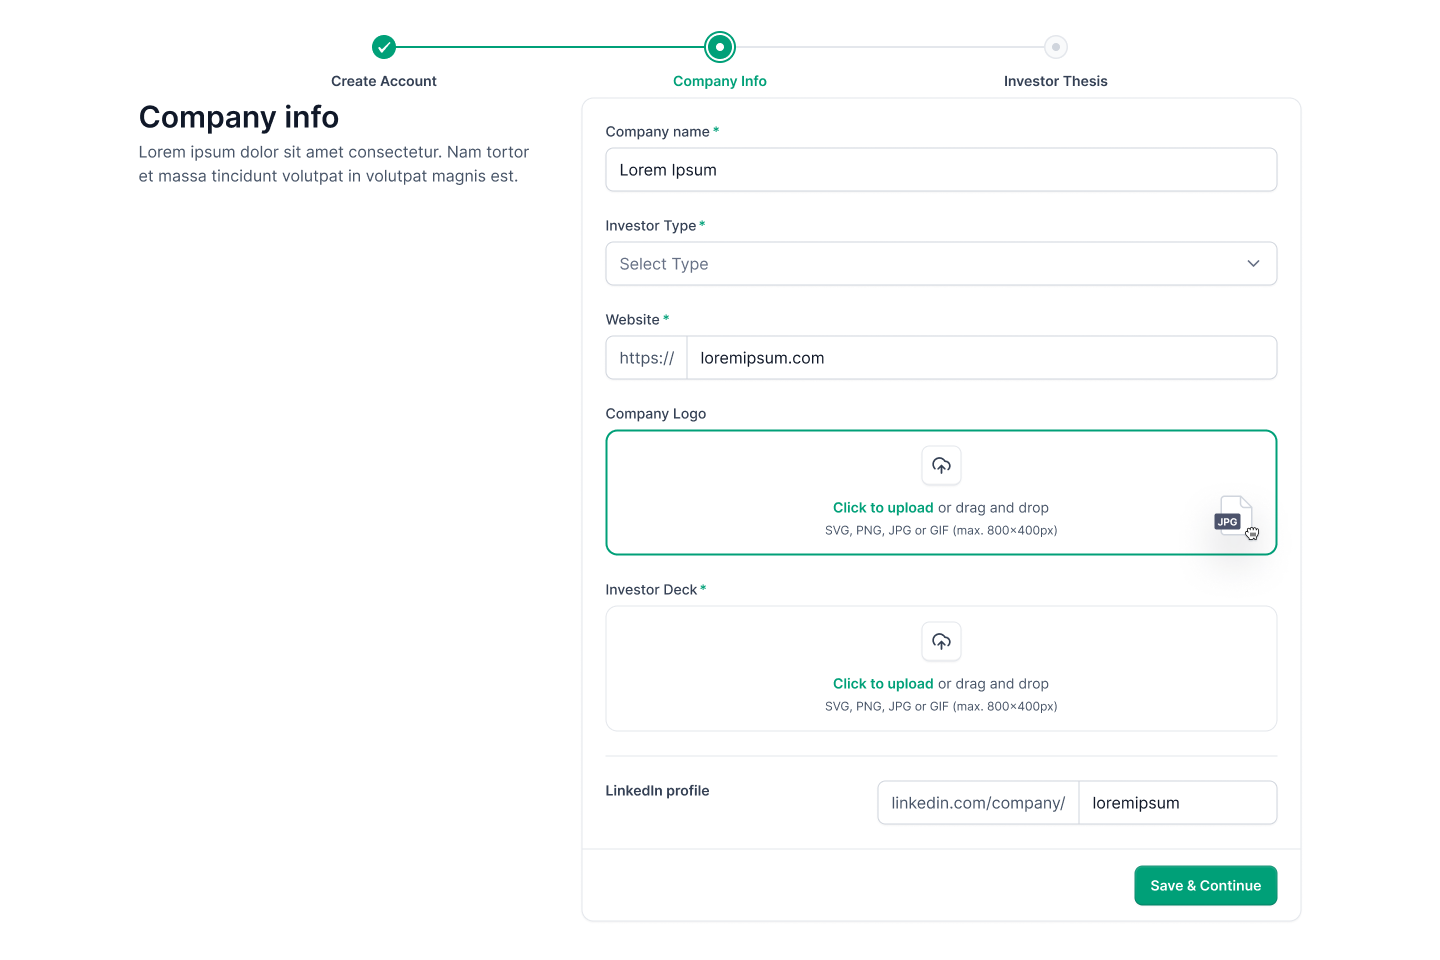 Create Account
Company Info
Investor Thesis
Company info
Lorem ipsum dolor sit amet consectetur. Nam tortor
et massa tincidunt volutpat in volutpat magnis est.
Company name*
Lorem Ipsum
Investor Type*
Select Type
Website*
https:// loremipsum.com
Company Logo
Click to upload or drag and drop
SVG, PNG, JPG or GIF (max. 800×400px)
JPG
Investor Deck*
Click to upload or drag and drop
SVG, PNG, JPG or GIF (max. 800×400px)
LinkedIn profile
linkedin.com/company/ loremipsum
Save & Continue